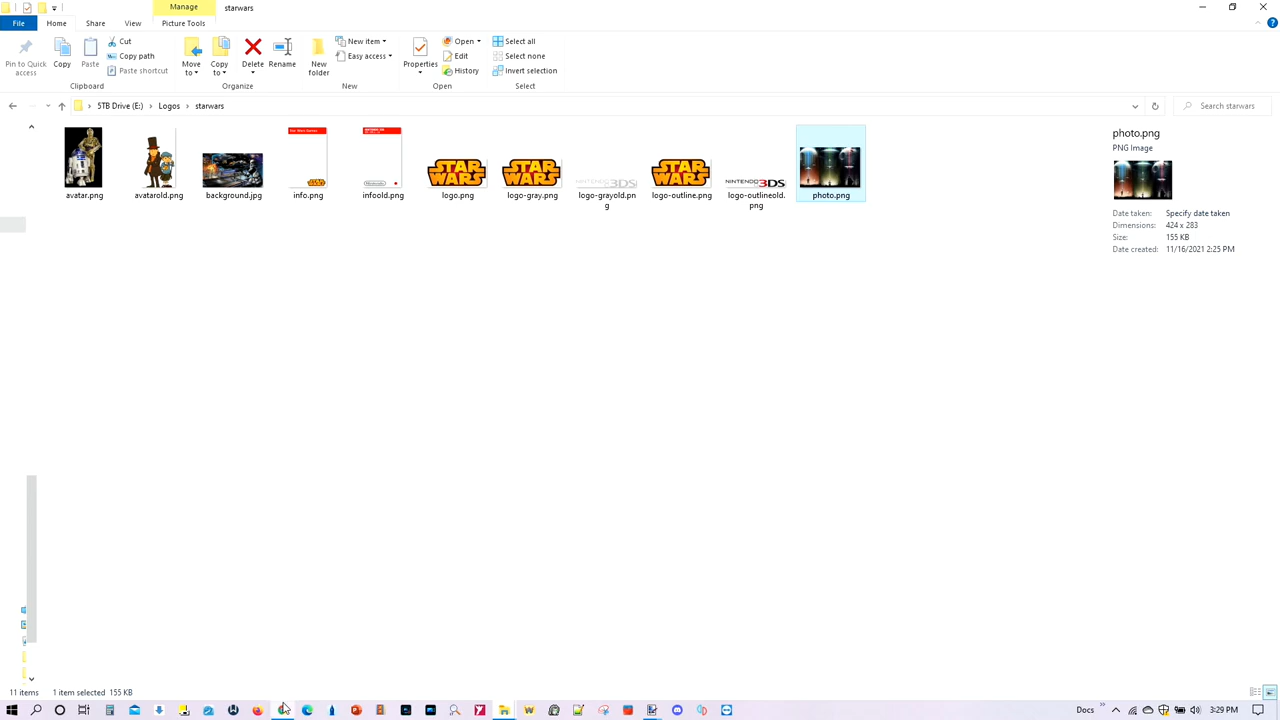 Manage
starwars
File
Home
Share
View
Picture Tools
Pin to Quick access
Copy
Paste
Cut
Copy path
Paste shortcut
Clipboard
Move to
Copy to
Delete
Rename
Organize
New folder
New item
Easy access
New
Properties
Open
Edit
History
Open
Select all
Select none
Invert selection
Select
5TB Drive (E:)
Logos
starwars
Search starwars
STAR WARS
STAR WARS
NINTENDO 3DS
STAR WARS
NINTENDO 3DS
avatar.png
avatarold.png
background.jpg
info.png
infoold.png
logo.png
logo-gray.png
logo-grayold.png
logo-outline.png
logo-outlineold.png
photo.png
photo.png
PNG Image
Date taken: Specify date taken
Dimensions: 424 x 283
Size: 155 KB
Date created: 11/16/2021 2:25 PM
11 items
1 item selected 155 KB
Docs
3:29 PM